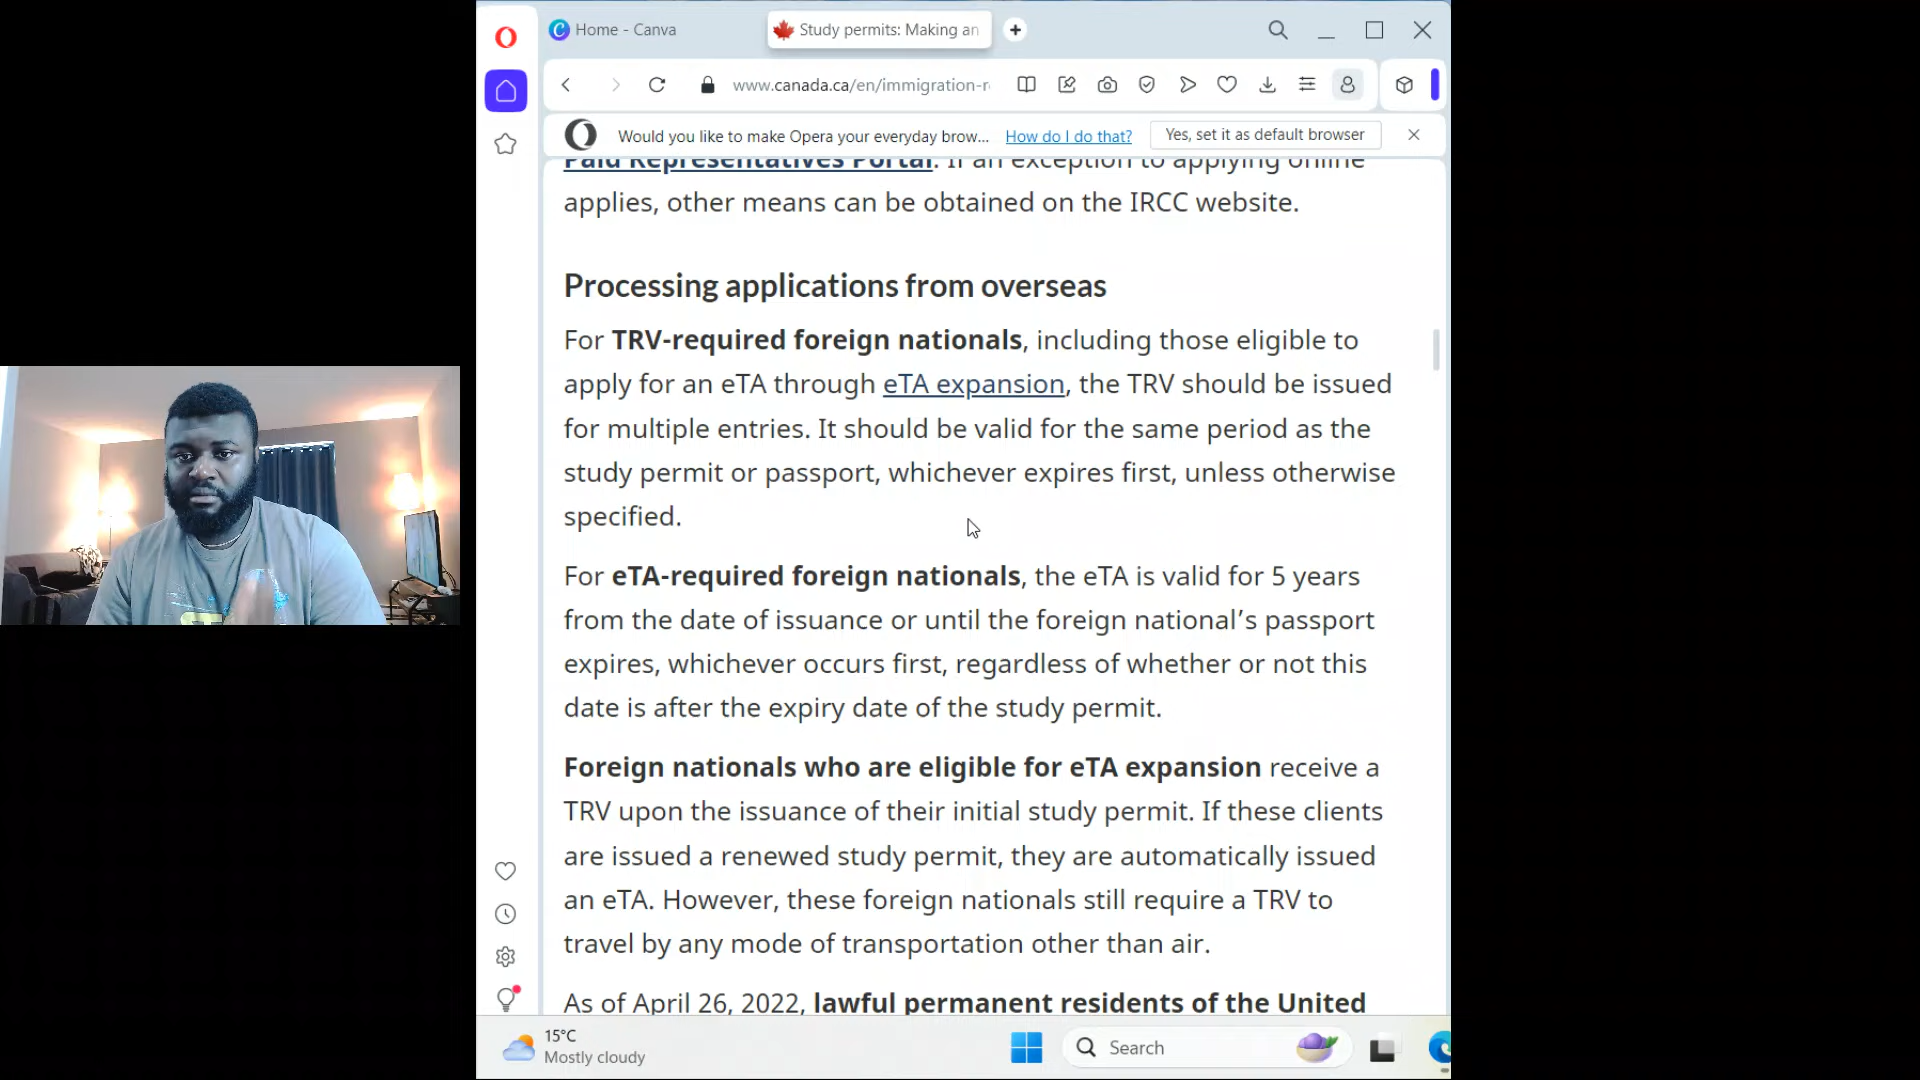 Home - Canva
Study permits: Making an
www.canada.ca/en/immigration-r
Would you like to make Opera your everyday brow... How do I do that? Yes, set it as default browser
Paid Representatives Portal. If an exception to applying online
applies, other means can be obtained on the IRCC website.
Processing applications from overseas
For TRV-required foreign nationals, including those eligible to
apply for an eTA through eTA expansion, the TRV should be issued
for multiple entries. It should be valid for the same period as the
study permit or passport, whichever expires first, unless otherwise
specified.
For eTA-required foreign nationals, the eTA is valid for 5 years
from the date of issuance or until the foreign national’s passport
expires, whichever occurs first, regardless of whether or not this
date is after the expiry date of the study permit.
Foreign nationals who are eligible for eTA expansion receive a
TRV upon the issuance of their initial study permit. If these clients
are issued a renewed study permit, they are automatically issued
an eTA. However, these foreign nationals still require a TRV to
travel by any mode of transportation other than air.
As of April 26, 2022, lawful permanent residents of the United
15°C
Mostly cloudy
Search